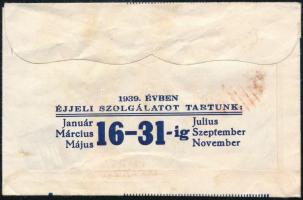 1939. ÉVBEN
ÉJJELI SZOLGÁLATOT TARTUNK:
Január
Március
Május
16-31-ig
Julius
Szeptember
November